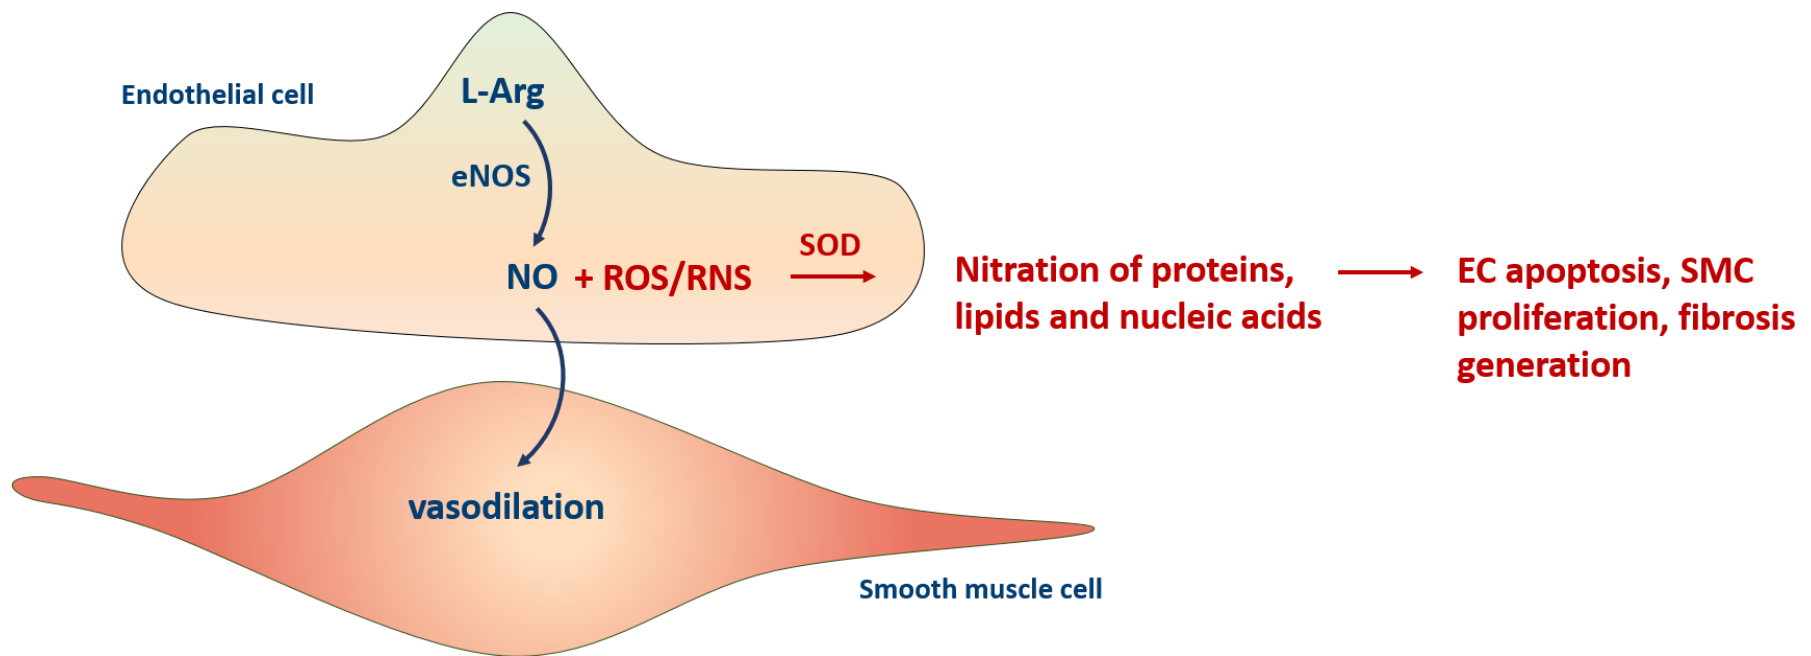 Endothelial cell
L-Arg
eNOS
NO + ROS/RNS
SOD
Nitration of proteins,
lipids and nucleic acids
EC apoptosis, SMC
proliferation, fibrosis
generation
vasodilation
Smooth muscle cell